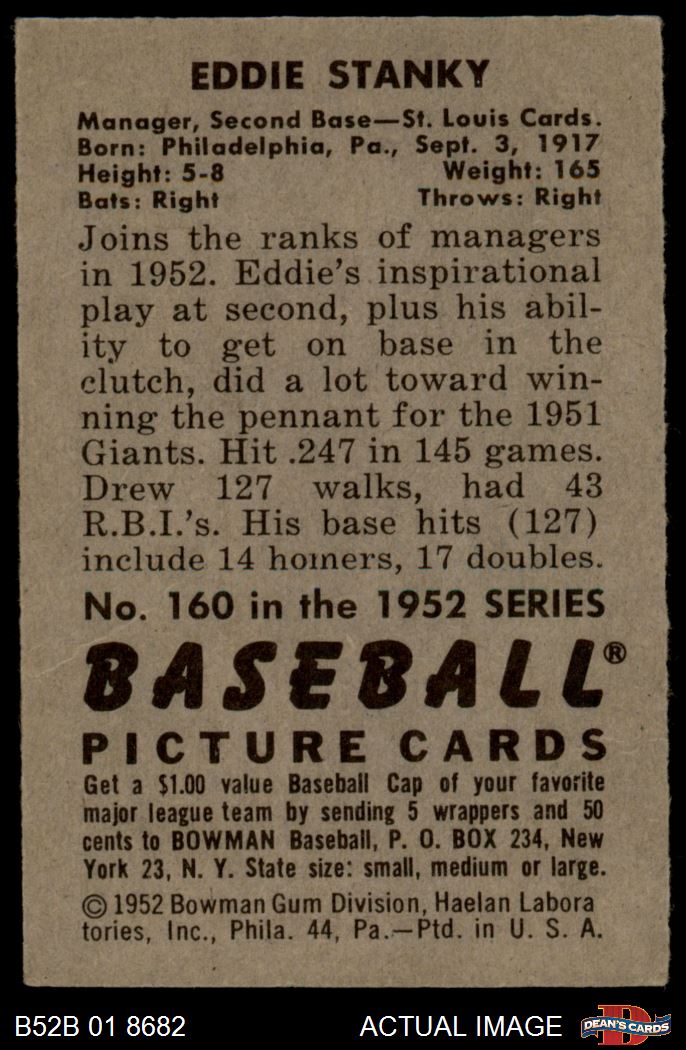 EDDIE STANKY
Manager, Second Base—St. Louis Cards.
Born: Philadelphia, Pa., Sept. 3, 1917
Height: 5-8 Weight: 165
Bats: Right Throws: Right
Joins the ranks of managers
in 1952. Eddie's inspirational
play at second, plus his abil-
ity to get on base in the
clutch, did a lot toward win-
ning the pennant for the 1951
Giants. Hit .247 in 145 games.
Drew 127 walks, had 43
R.B.I.'s. His base hits (127)
include 14 homers, 17 doubles.
No. 160 in the 1952 SERIES
BASEBALL®
PICTURE CARDS
Get a $1.00 value Baseball Cap of your favorite
major league team by sending 5 wrappers and 50
cents to BOWMAN Baseball, P. O. BOX 234, New
York 23, N. Y. State size: small, medium or large.
© 1952 Bowman Gum Division, Haelan Labora
tories, Inc., Phila. 44, Pa.—Ptd. in U. S. A.
B52B 01 8682 ACTUAL IMAGE D DEAN'S CARDS